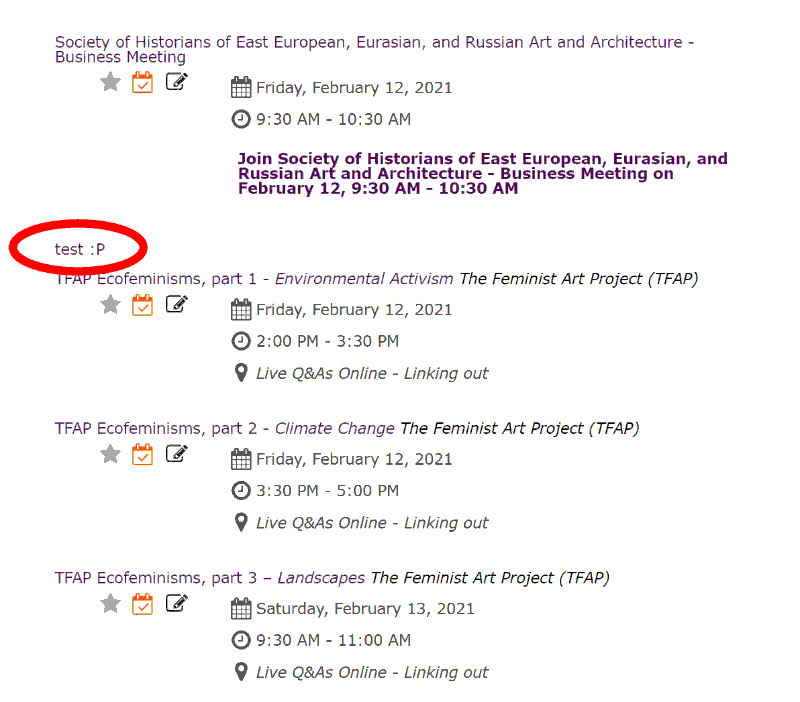 Society of Historians of East European, Eurasian, and Russian Art and Architecture -
Business Meeting
Friday, February 12, 2021
9:30 AM - 10:30 AM
Join Society of Historians of East European, Eurasian, and
Russian Art and Architecture - Business Meeting on
February 12, 9:30 AM - 10:30 AM
test :P
TFAP Ecofeminisms, part 1 - Environmental Activism The Feminist Art Project (TFAP)
Friday, February 12, 2021
2:00 PM - 3:30 PM
Live Q&As Online - Linking out
TFAP Ecofeminisms, part 2 - Climate Change The Feminist Art Project (TFAP)
Friday, February 12, 2021
3:30 PM - 5:00 PM
Live Q&As Online - Linking out
TFAP Ecofeminisms, part 3 – Landscapes The Feminist Art Project (TFAP)
Saturday, February 13, 2021
9:30 AM - 11:00 AM
Live Q&As Online - Linking out